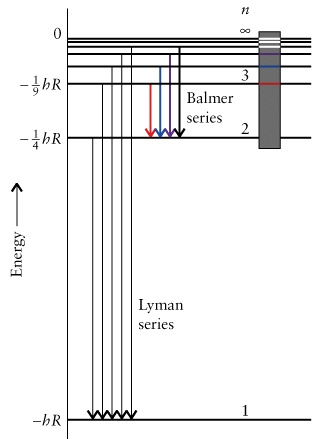 n
0 ∞
−1/9 hR 3
Balmer
series
−1/4 hR 2
Energy
Lyman
series
−hR 1